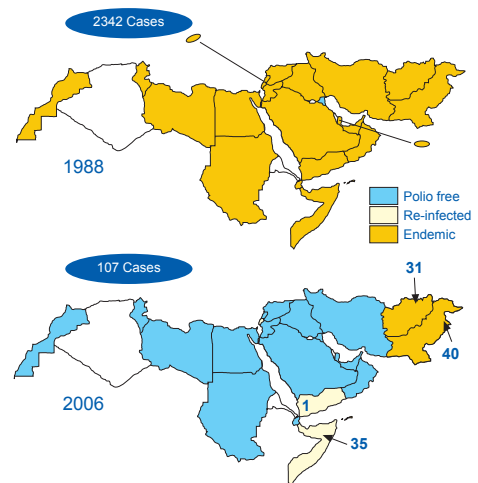 2342 Cases
1988
Polio free
Re-infected
Endemic
107 Cases
31
40
1
2006
35